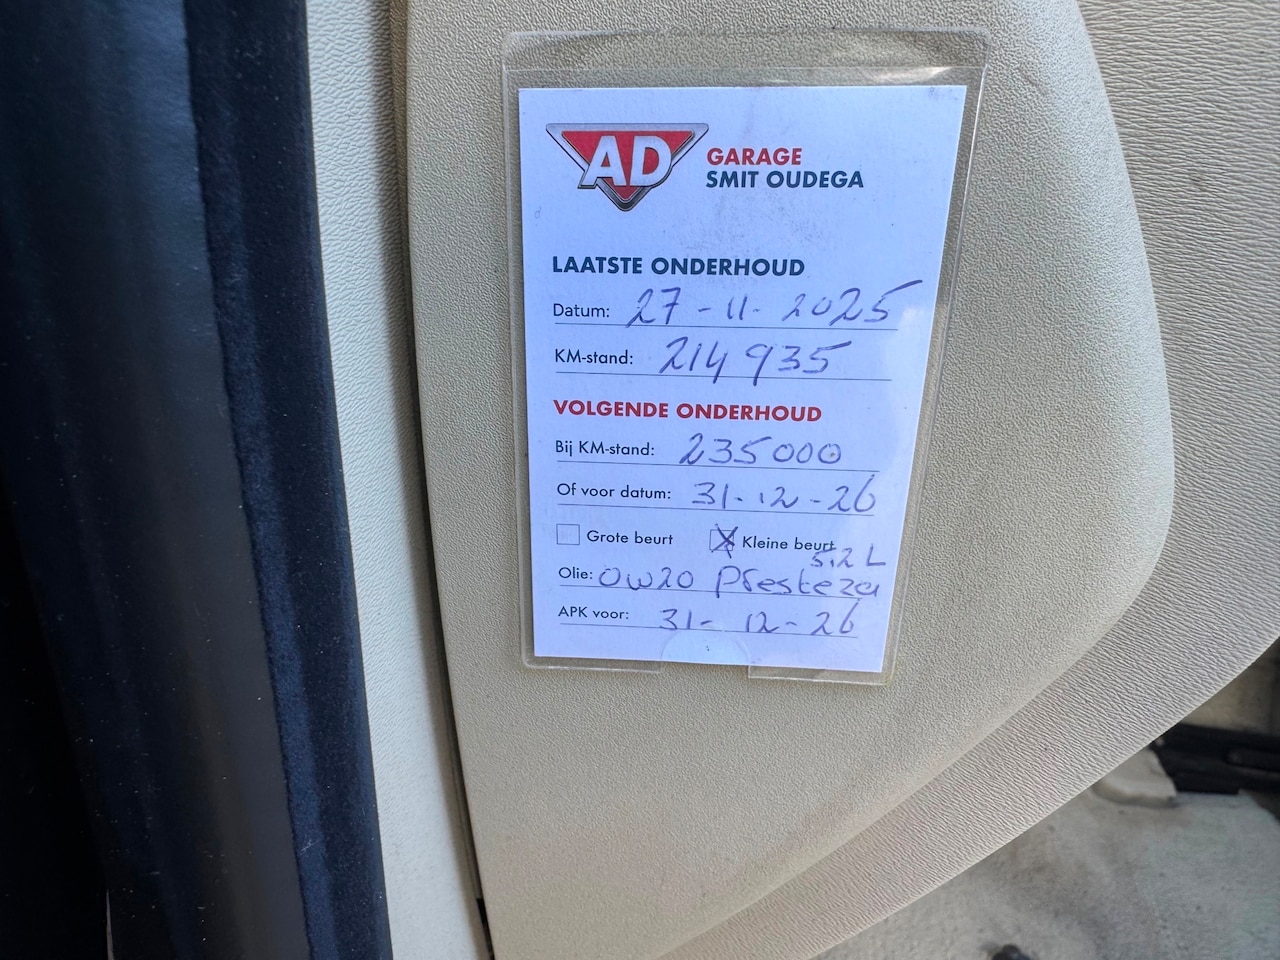 AD GARAGE
SMIT OUDEGA
LAATSTE ONDERHOUD
Datum: 27-11-2025
KM-stand: 214935
VOLGENDE ONDERHOUD
Bij KM-stand: 235000
Of voor datum: 31-12-26
Grote beurt Kleine beurt
5.2 L
Olie: 0w20
APK voor: 31-12-26